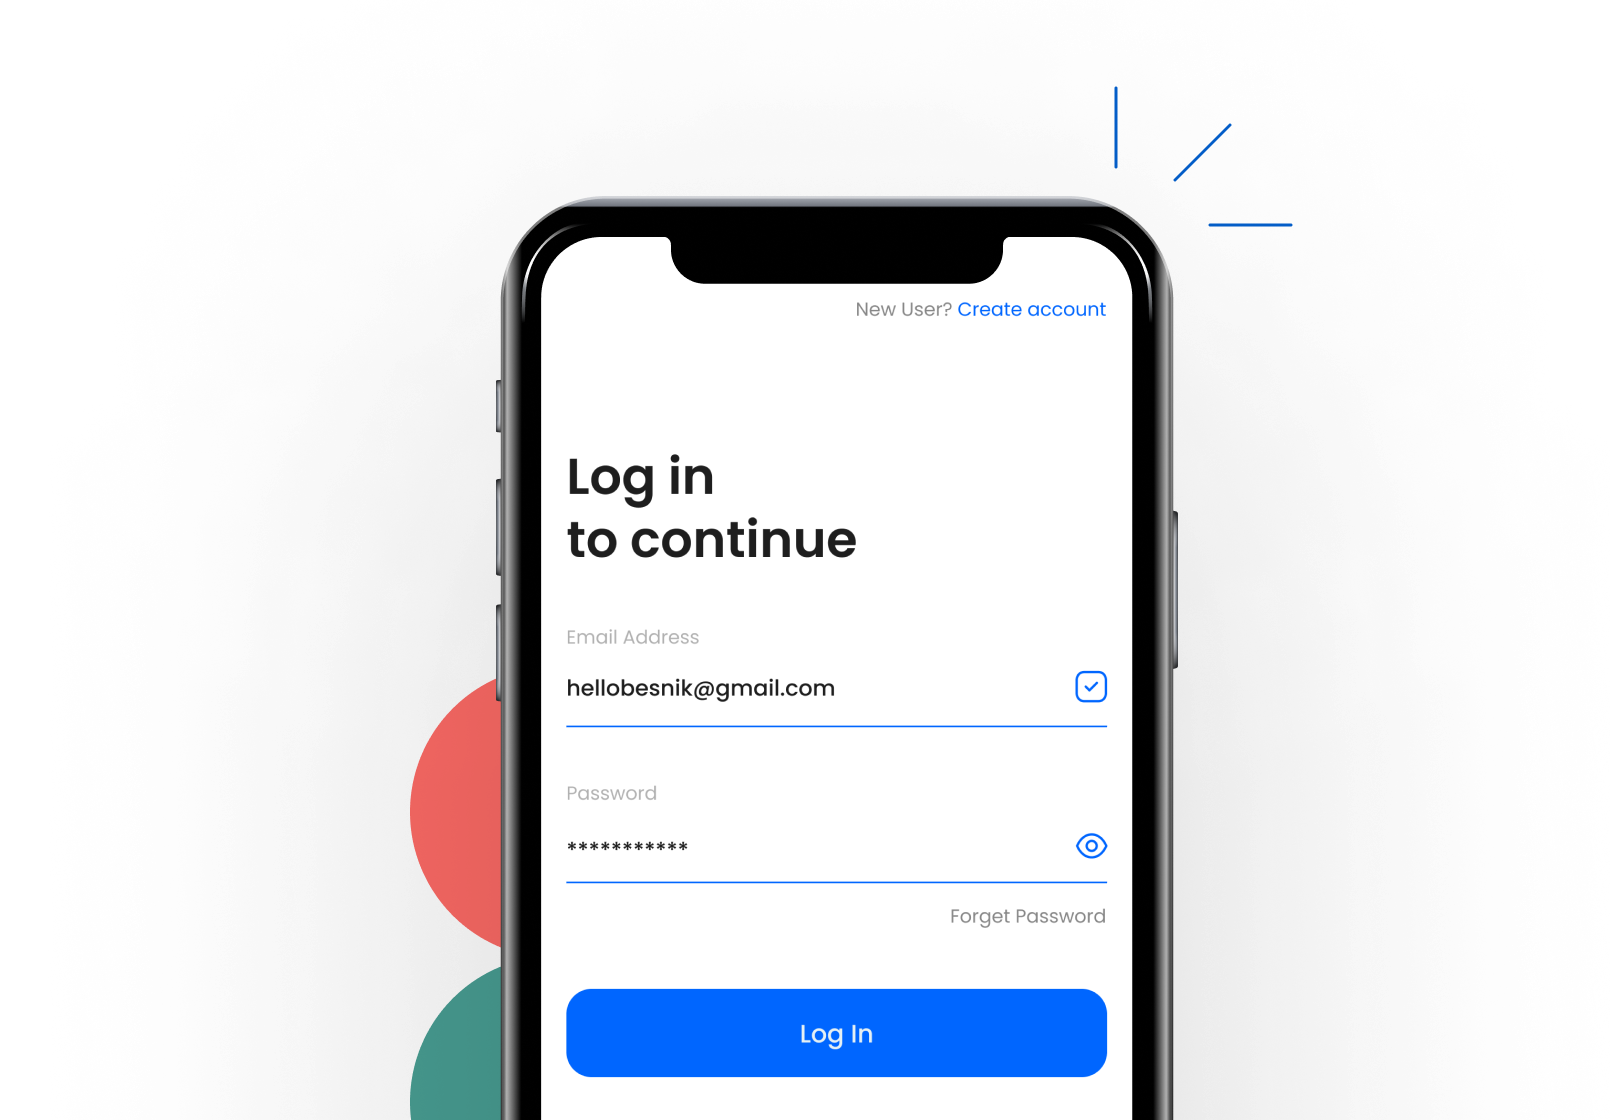 New User? Create account
Log in
to continue
Email Address
hellobesnik@gmail.com
Password
***********
Forget Password
Log In